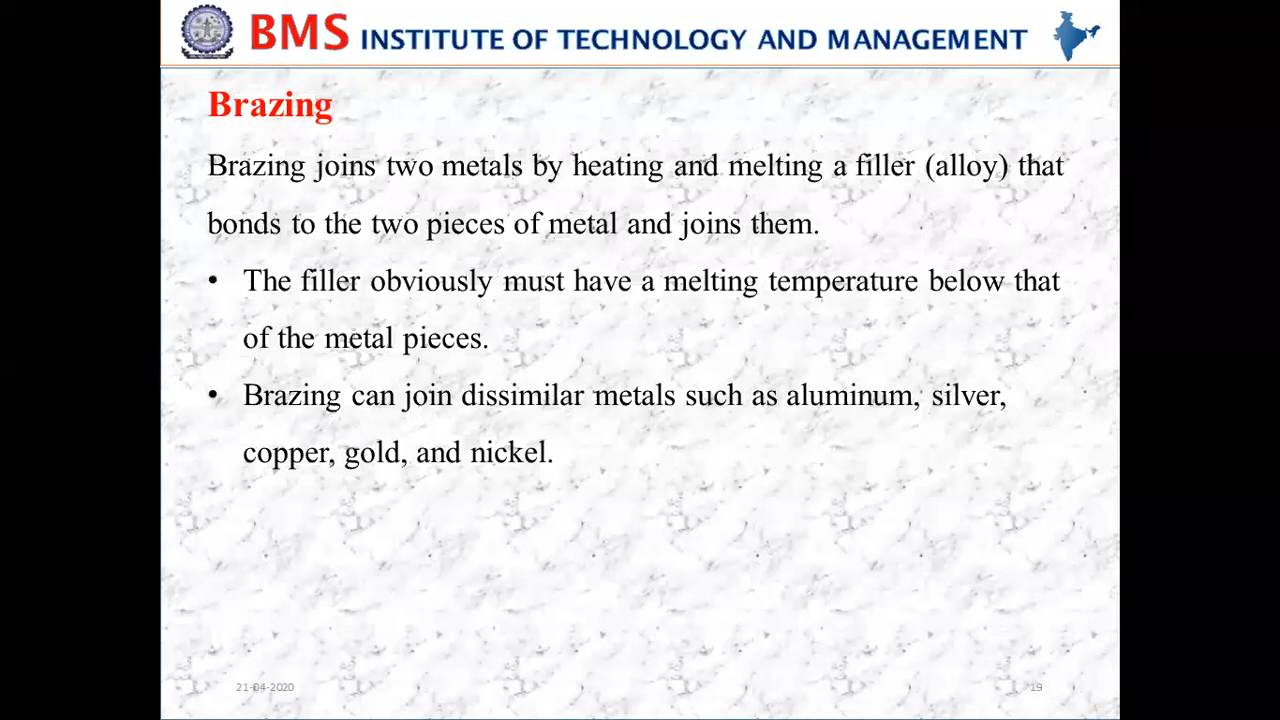 BMS INSTITUTE OF TECHNOLOGY AND MANAGEMENT
Brazing
Brazing joins two metals by heating and melting a filler (alloy) that
bonds to the two pieces of metal and joins them.
• The filler obviously must have a melting temperature below that
of the metal pieces.
• Brazing can join dissimilar metals such as aluminum, silver,
copper, gold, and nickel.
21-04-2020
19